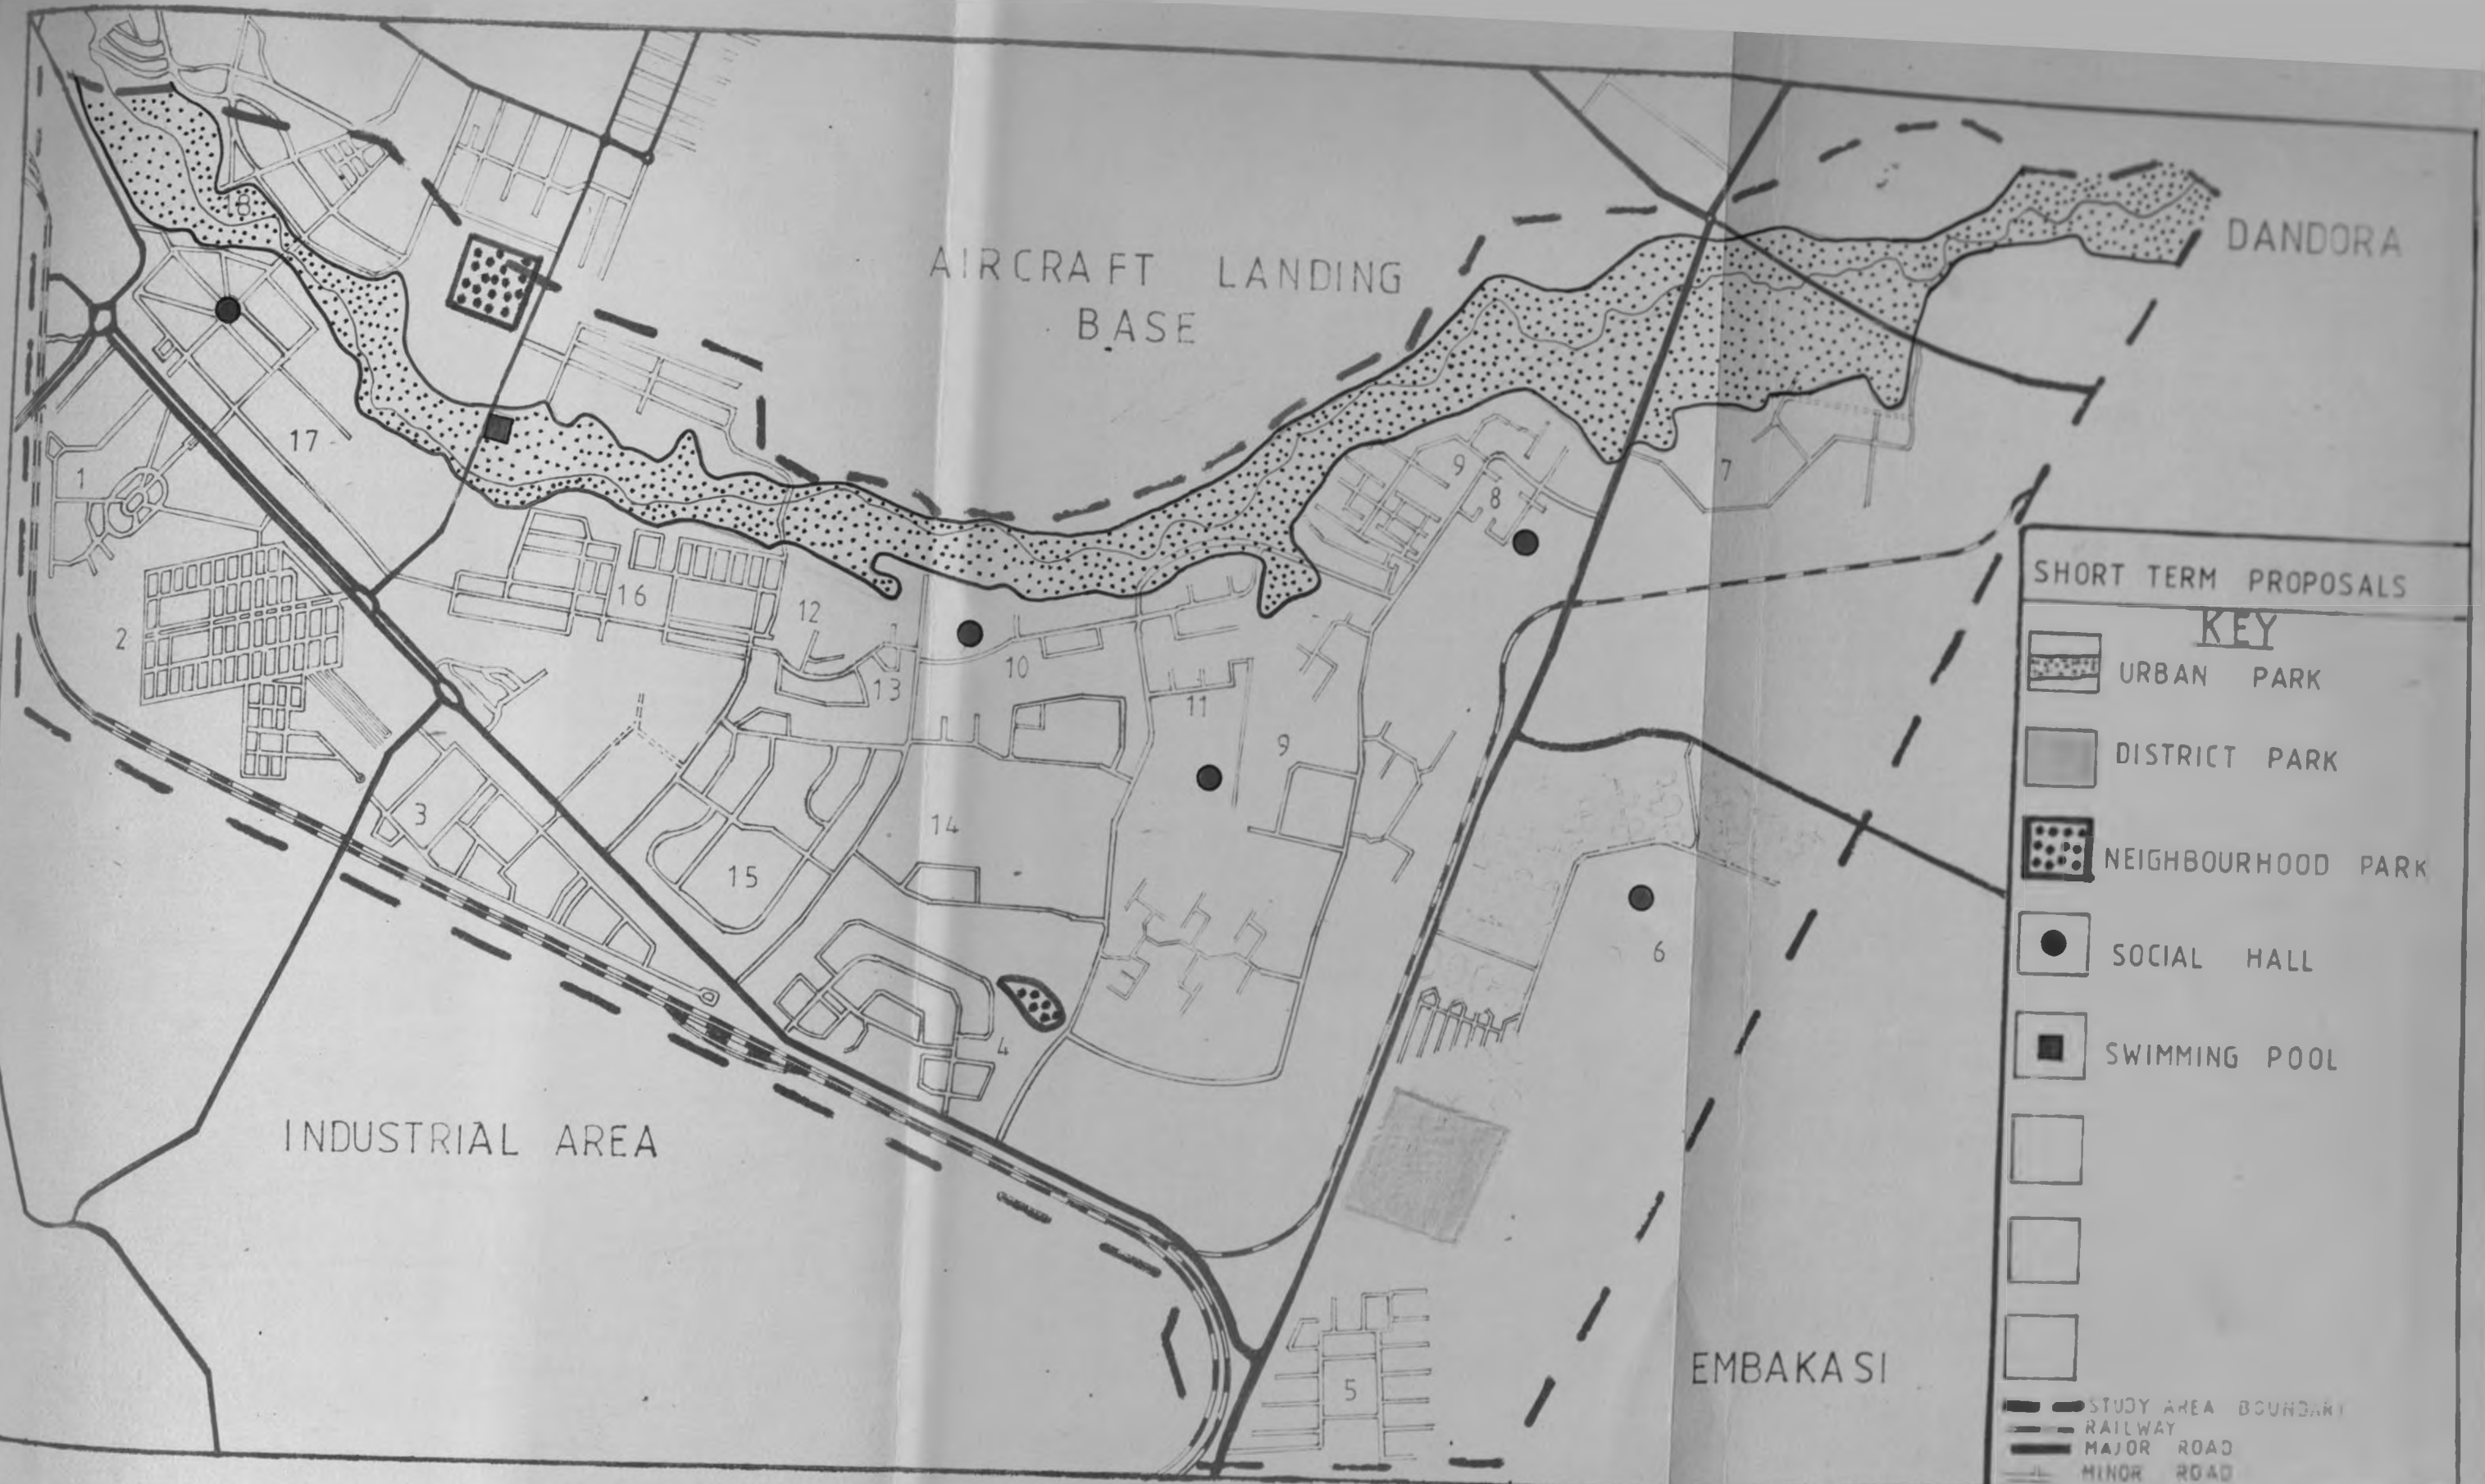 AIRCRAFT LANDING
BASE
DANDORA
18
17
1
2
16
12
13
10
11
9
8
7
9
3
15
14
4
6
5
INDUSTRIAL AREA
EMBAKASI
SHORT TERM PROPOSALS
KEY
URBAN PARK
DISTRICT PARK
NEIGHBOURHOOD PARK
SOCIAL HALL
SWIMMING POOL
STUDY AREA BOUNDARY
RAILWAY
MAJOR ROAD
MINOR ROAD